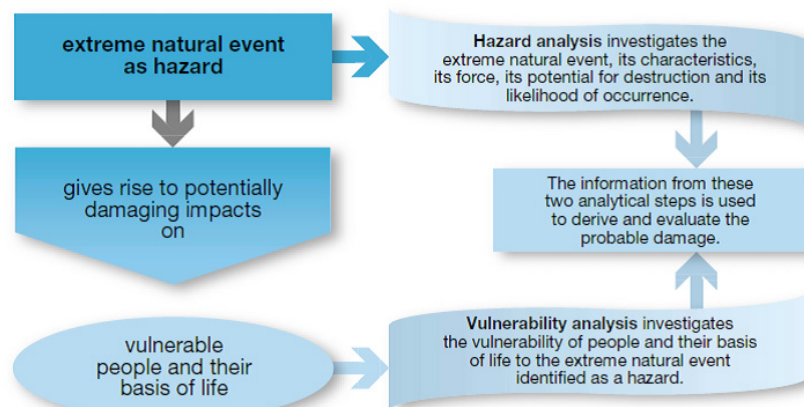 extreme natural event
as hazard
Hazard analysis investigates the
extreme natural event, its characteristics,
its force, its potential for destruction and its
likelihood of occurrence.
gives rise to potentially
damaging impacts
on
The information from these
two analytical steps is used
to derive and evaluate the
probable damage.
vulnerable
people and their
basis of life
Vulnerability analysis investigates
the vulnerability of people and their basis
of life to the extreme natural event
identified as a hazard.